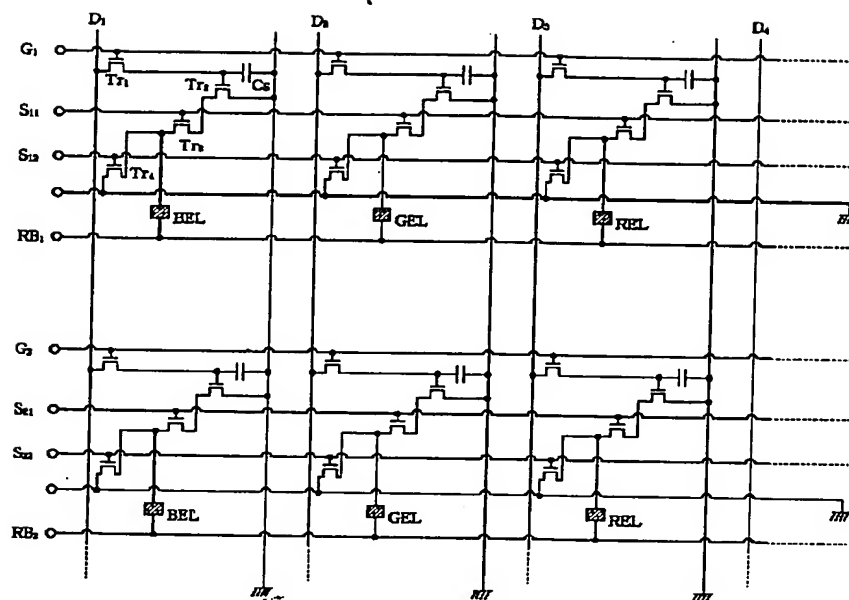 D₁ D₂ D₃ D₄
G₁
Tr₁ Tr₂ Cs
S₁₁
Tr₃
S₁₂
Tr₄
BEL GEL REL
RB₁
G₂
S₂₁
S₂₂
BEL GEL REL
RB₂